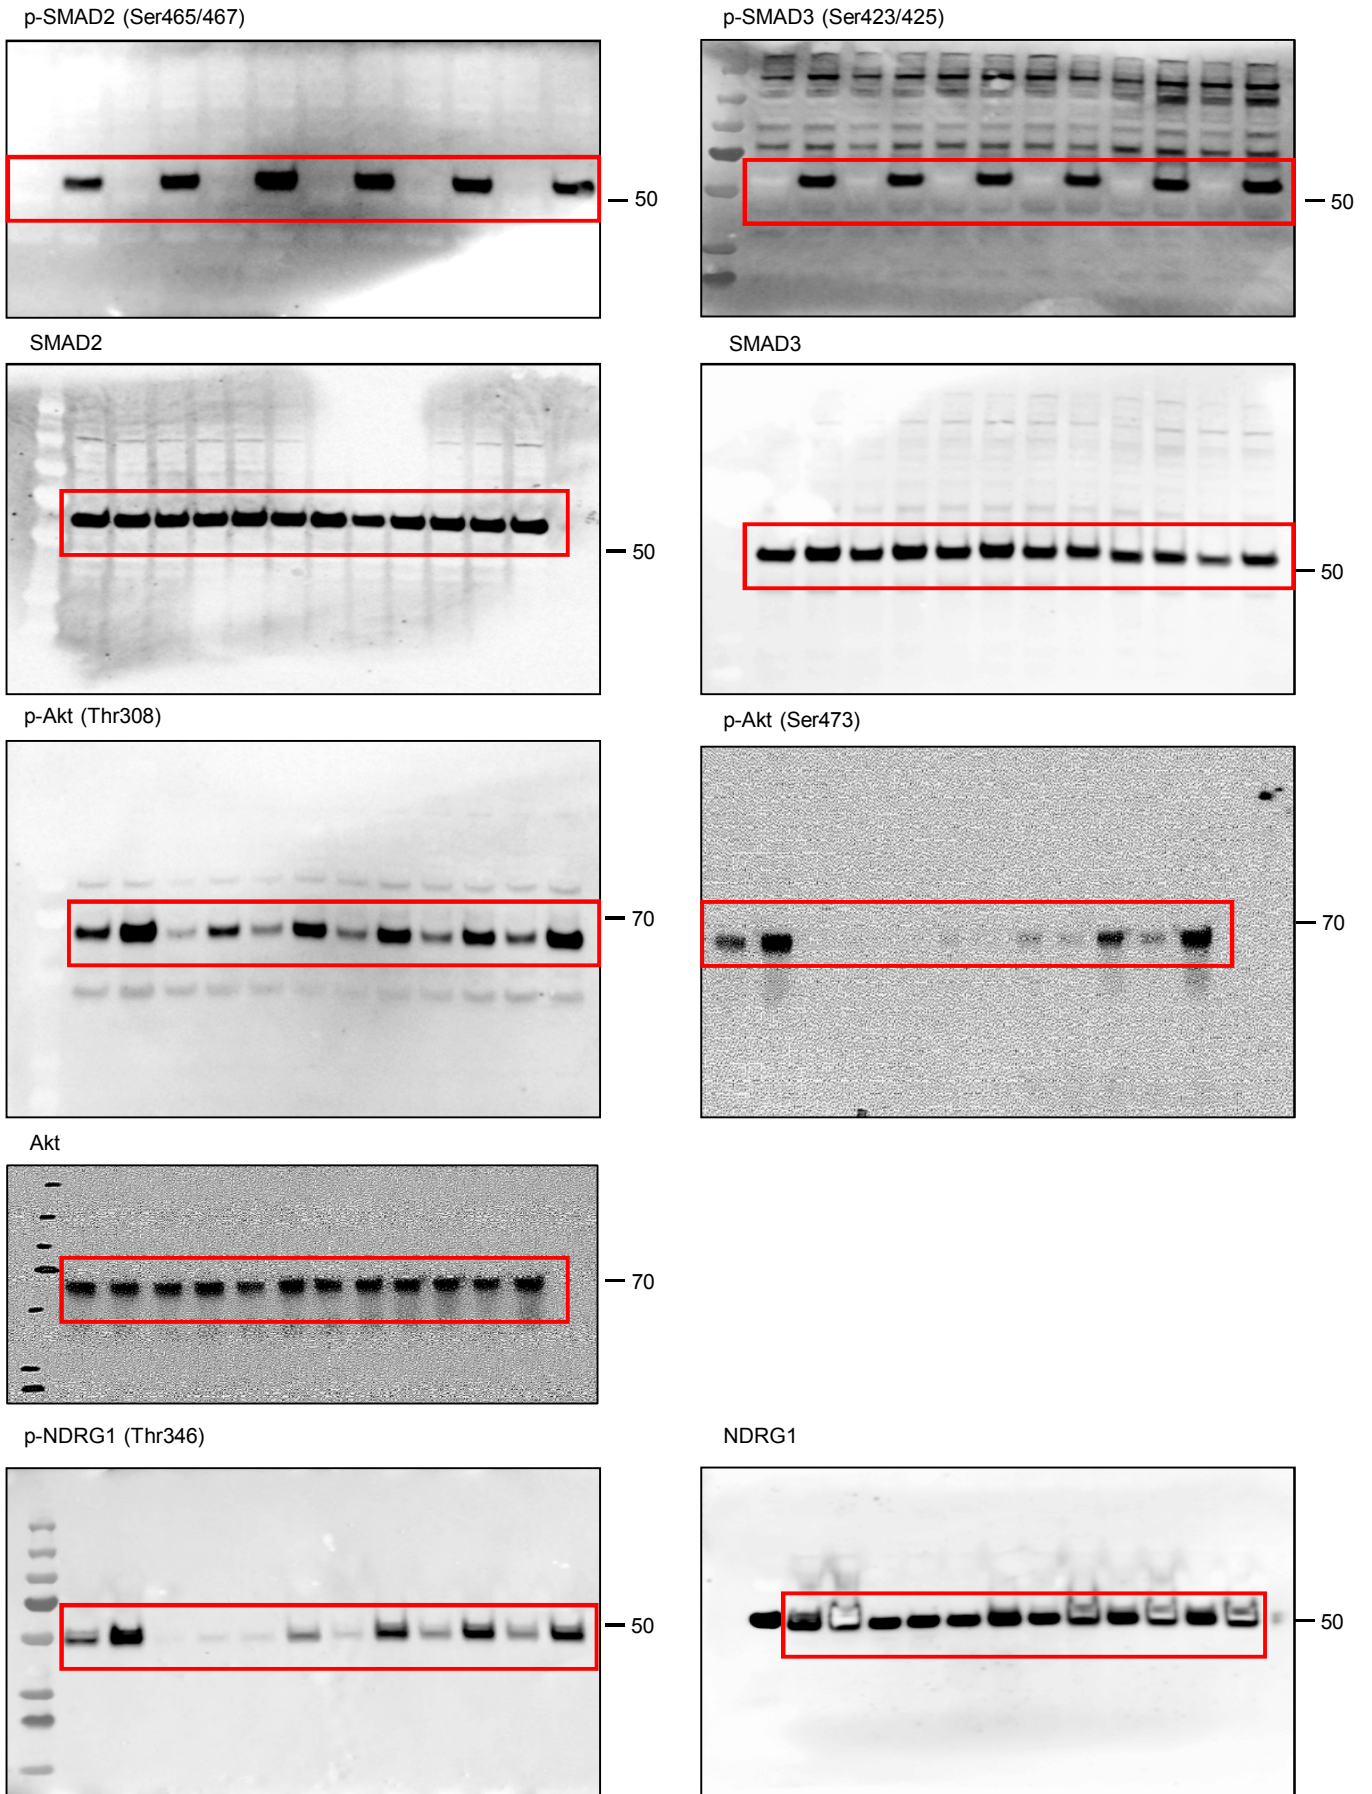 p-SMAD2 (Ser465/467)
p-SMAD3 (Ser423/425)
50
50
SMAD2
SMAD3
50
50
p-Akt (Thr308)
p-Akt (Ser473)
70
70
Akt
70
p-NDRG1 (Thr346)
NDRG1
50
50